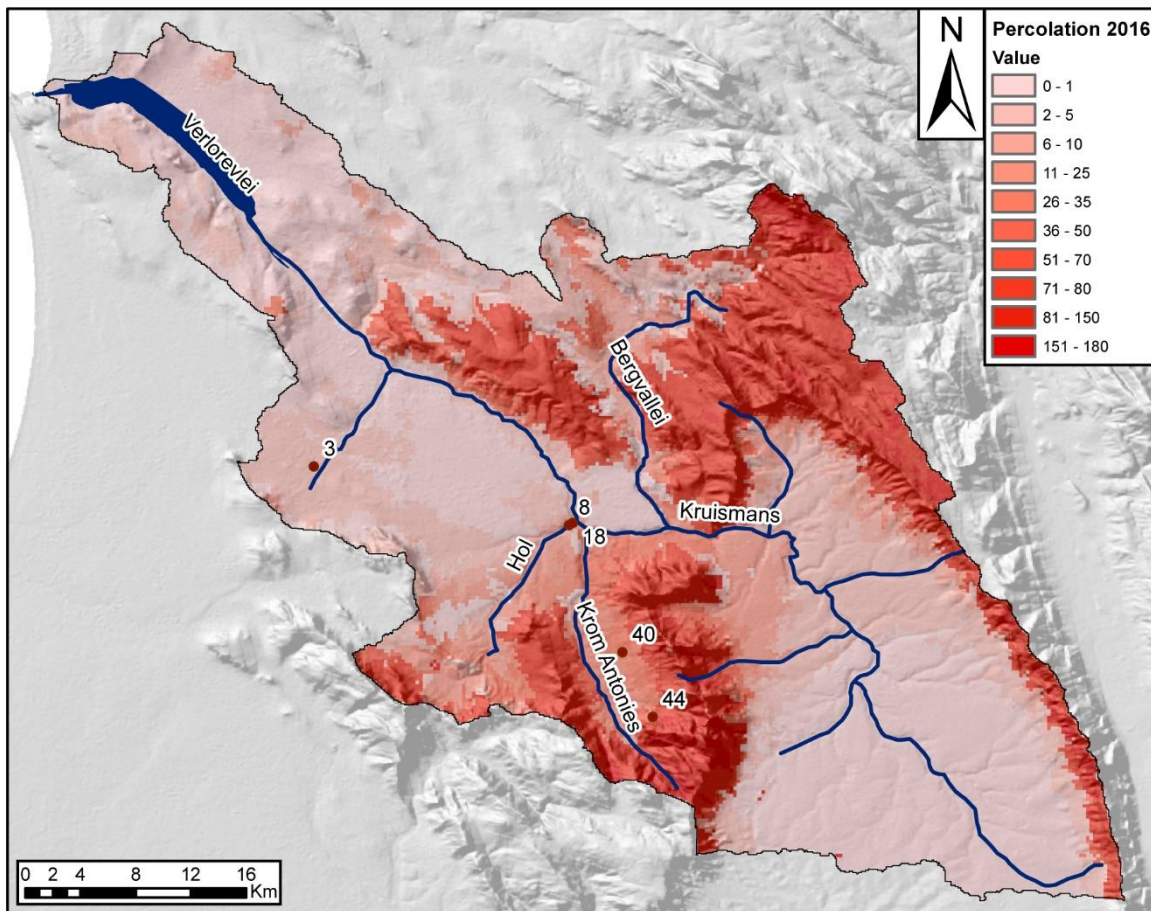 N
Percolation 2016
Value
0 - 1
2 - 5
6 - 10
11 - 25
26 - 35
36 - 50
51 - 70
71 - 80
81 - 150
151 - 180
Verlorevlei
Bergvallei
3
8
Kruismans
18
Hol
40
Krom Antonies
44
0 2 4 8 12 16
Km